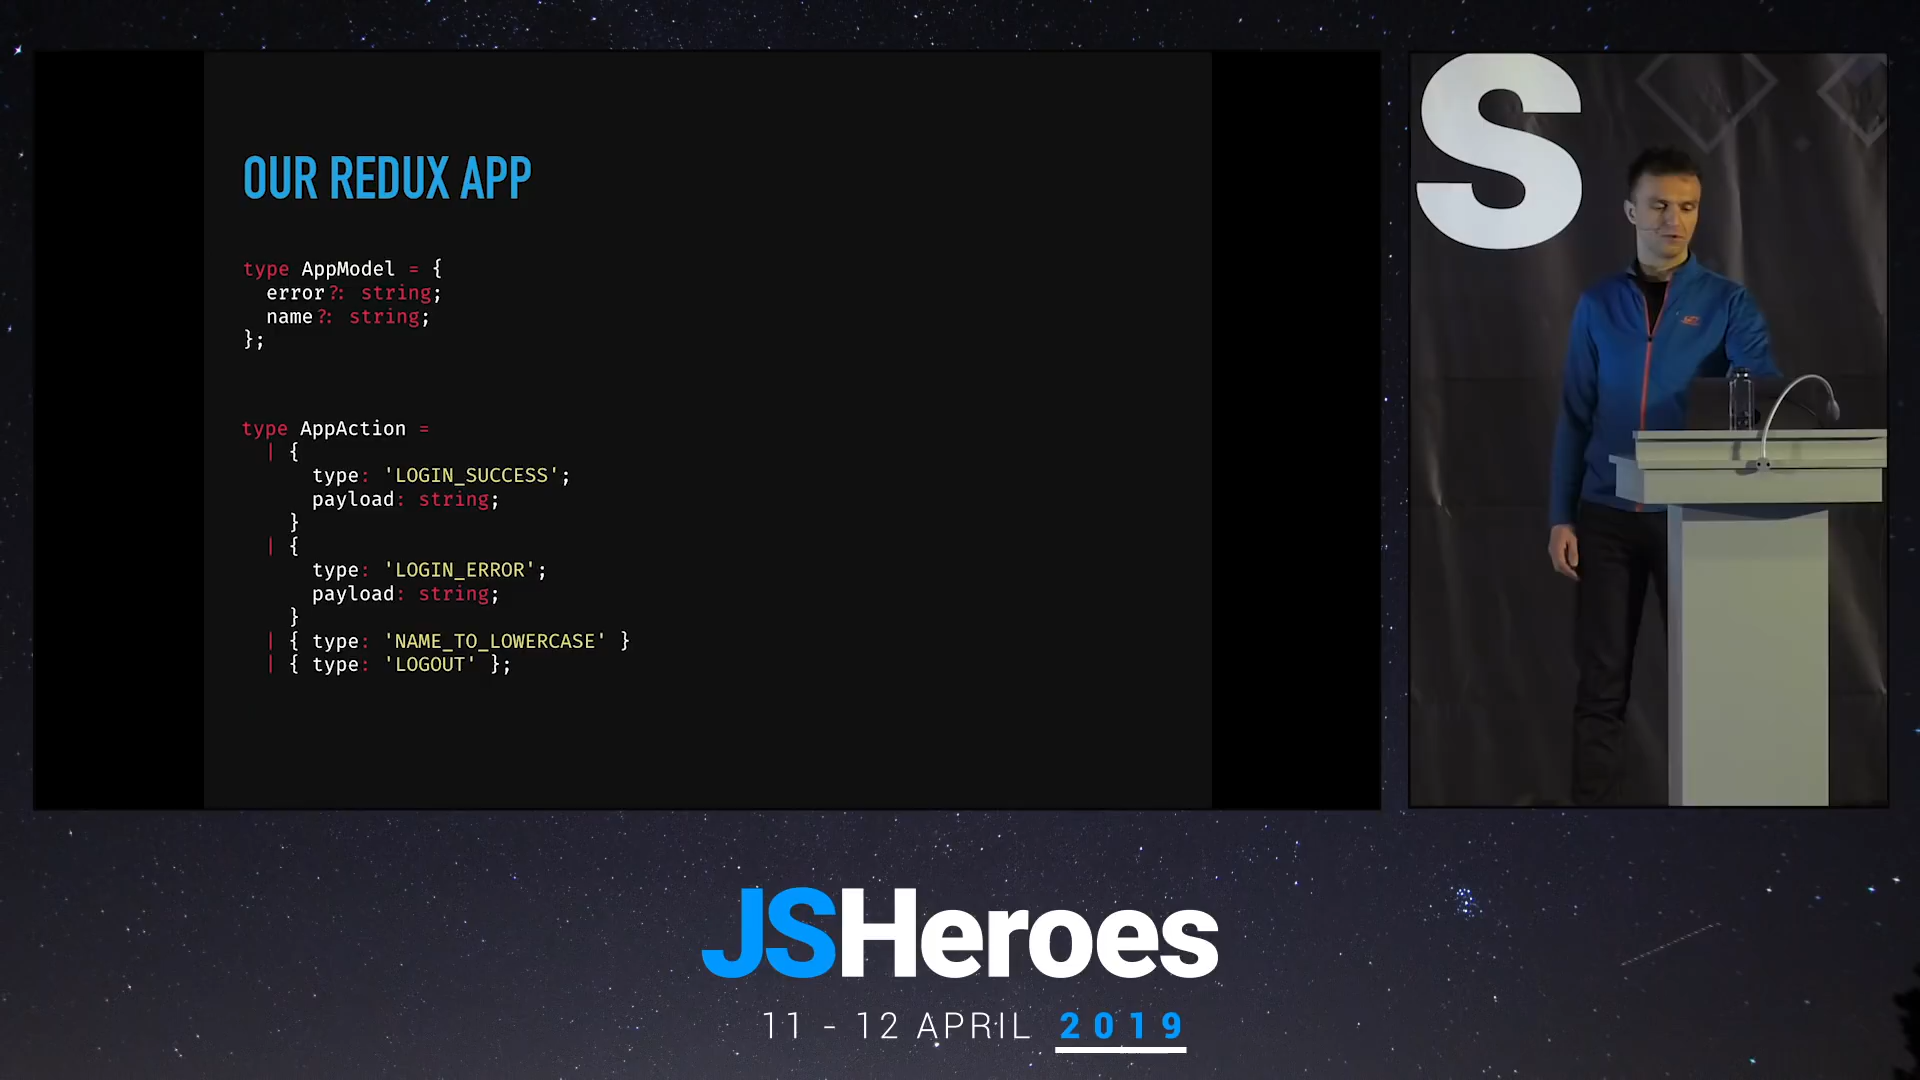 OUR REDUX APP
type AppModel = {
error?: string;
name?: string;
};
type AppAction =
| {
type: 'LOGIN_SUCCESS';
payload: string;
}
| {
type: 'LOGIN_ERROR';
payload: string;
}
| { type: 'NAME_TO_LOWERCASE' }
| { type: 'LOGOUT' };
S
JSHeroes
11 - 12 APRIL 2019